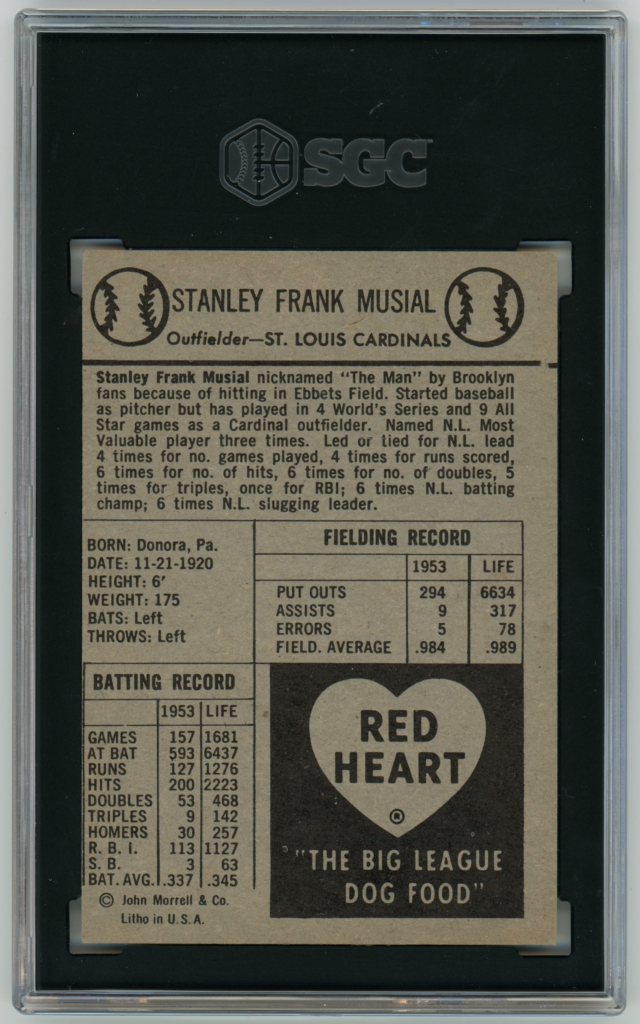 SGC
STANLEY FRANK MUSIAL
Outfielder—ST. LOUIS CARDINALS
Stanley Frank Musial nicknamed "The Man" by Brooklyn
fans because of hitting in Ebbets Field. Started baseball
as pitcher but has played in 4 World's Series and 9 All
Star games as a Cardinal outfielder. Named N.L. Most
Valuable player three times. Led or tied for N.L. lead
4 times for no. games played, 4 times for runs scored,
6 times for no. of hits, 6 times for no. of doubles, 5
times for triples, once for RBI; 6 times N.L. batting
champ; 6 times N.L. slugging leader.
BORN: Donora, Pa.
DATE: 11-21-1920
HEIGHT: 6'
WEIGHT: 175
BATS: Left
THROWS: Left
FIELDING RECORD
1953 LIFE
PUT OUTS 294 6634
ASSISTS 9 317
ERRORS 5 78
FIELD. AVERAGE .984 .989
BATTING RECORD
1953 LIFE
GAMES 157 1681
AT BAT 593 6437
RUNS 127 1276
HITS 200 2223
DOUBLES 53 468
TRIPLES 9 142
HOMERS 30 257
R. B. I. 113 1127
S. B. 3 63
BAT. AVG. .337 .345
© John Morrell & Co.
Litho in U.S.A.
RED
HEART
®
"THE BIG LEAGUE
DOG FOOD"